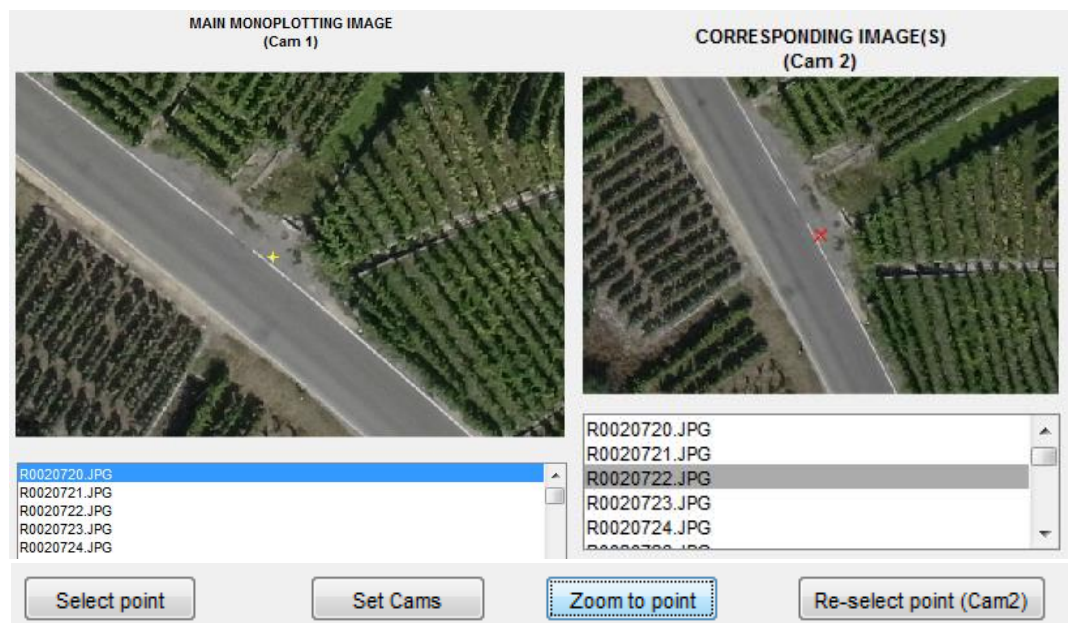 MAIN MONOPLOTTING IMAGE
(Cam 1)
CORRESPONDING IMAGE(S)
(Cam 2)
R0020720.JPG
R0020721.JPG
R0020722.JPG
R0020723.JPG
R0020724.JPG
R0020720.JPG
R0020721.JPG
R0020722.JPG
R0020723.JPG
R0020724.JPG
Select point
Set Cams
Zoom to point
Re-select point (Cam2)